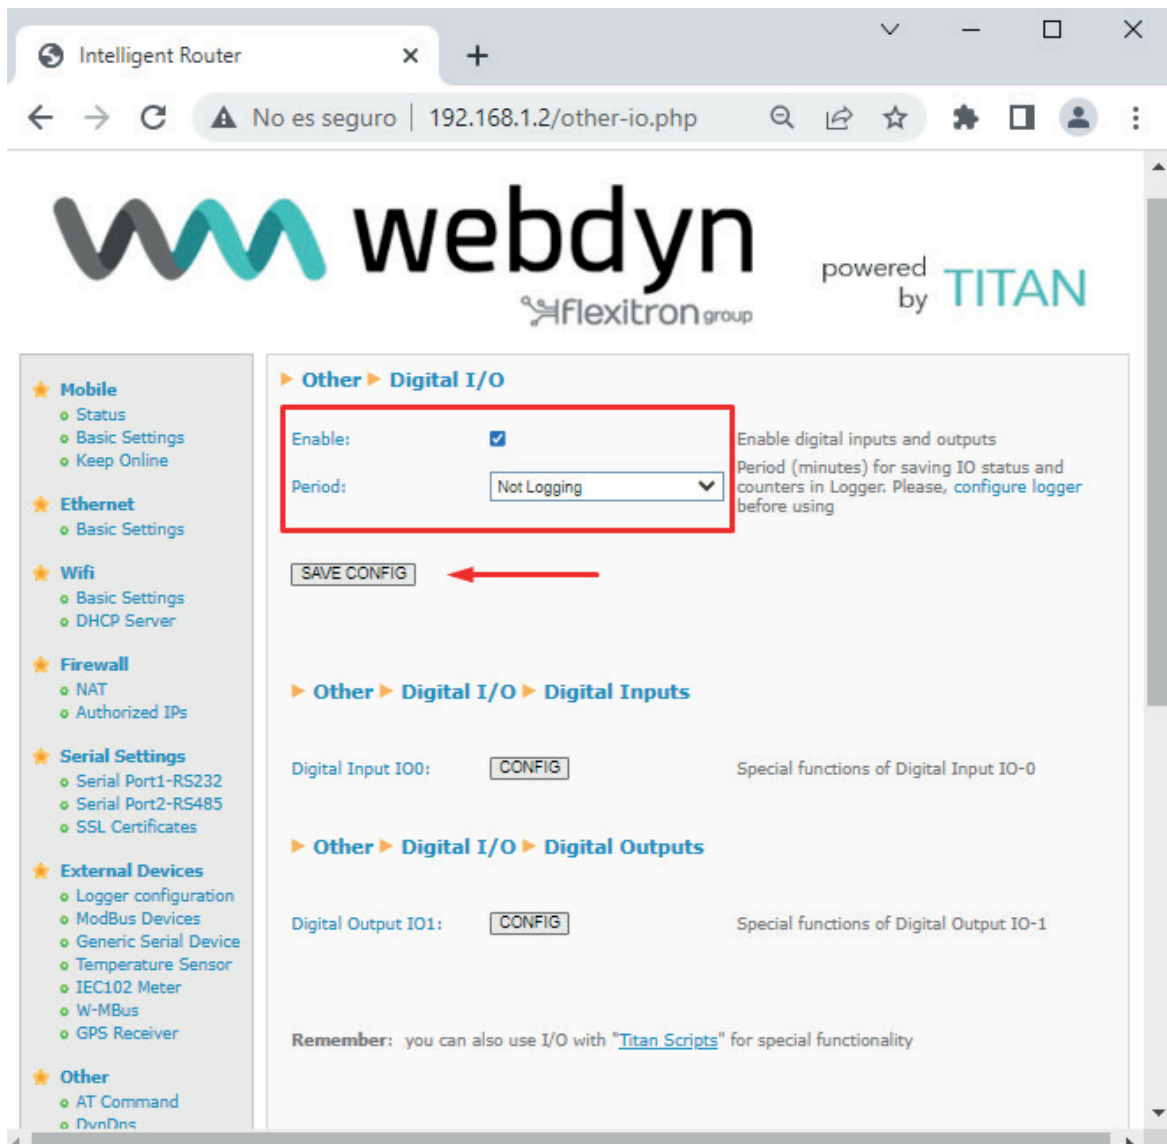 Intelligent Router
No es seguro | 192.168.1.2/other-io.php
webdyn
flexitron group
powered
by TITAN
Mobile
Status
Basic Settings
Keep Online
Ethernet
Basic Settings
Wifi
Basic Settings
DHCP Server
Firewall
NAT
Authorized IPs
Serial Settings
Serial Port1-RS232
Serial Port2-RS485
SSL Certificates
External Devices
Logger configuration
ModBus Devices
Generic Serial Device
Temperature Sensor
IEC102 Meter
W-MBus
GPS Receiver
Other
AT Command
DynDns
Other Digital I/O
Enable: Enable digital inputs and outputs
Period: Not Logging
Period (minutes) for saving IO status and
counters in Logger. Please, configure logger
before using
SAVE CONFIG
Other Digital I/O Digital Inputs
Digital Input IO0: CONFIG Special functions of Digital Input IO-0
Other Digital I/O Digital Outputs
Digital Output IO1: CONFIG Special functions of Digital Output IO-1
Remember: you can also use I/O with "Titan Scripts" for special functionality